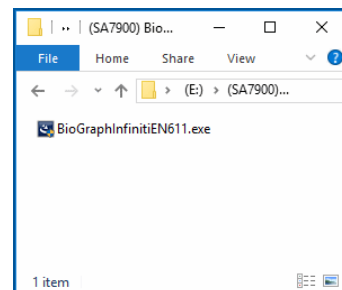 (SA7900) Bio...
File Home Share View
(E:) (SA7900)...
BioGraphInfinitiEN611.exe
1 item